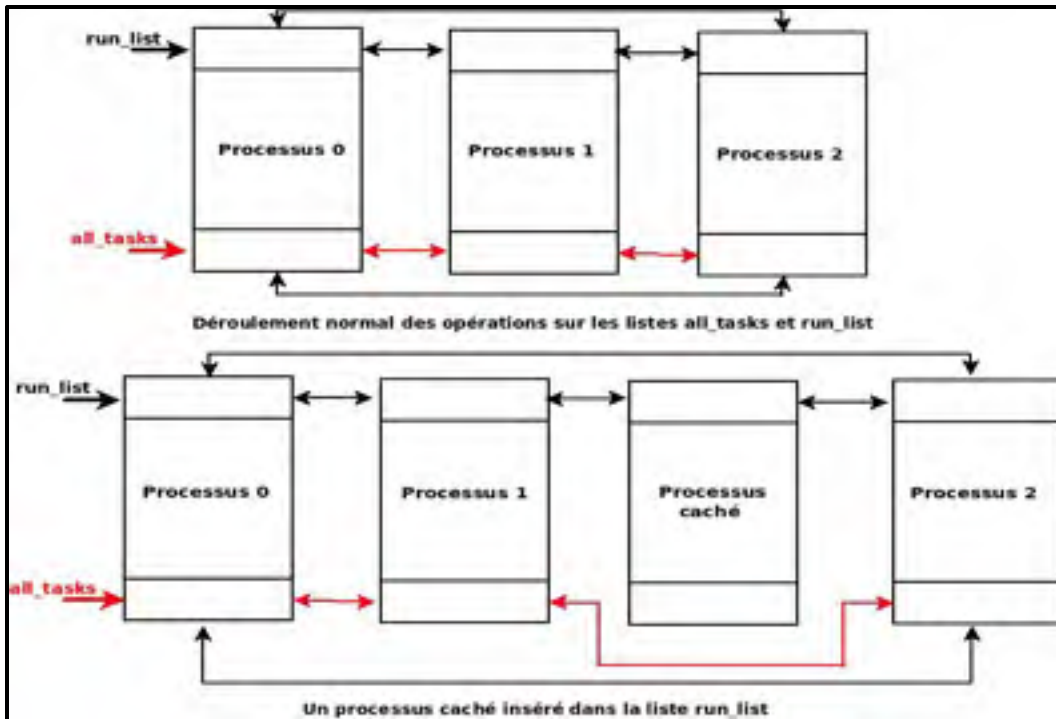 run_list
Processus 0
Processus 1
Processus 2
all_tasks
Déroulement normal des opérations sur les listes all_tasks et run_list
run_list
Processus 0
Processus 1
Processus
caché
Processus 2
all_tasks
Un processus caché inséré dans la liste run_list